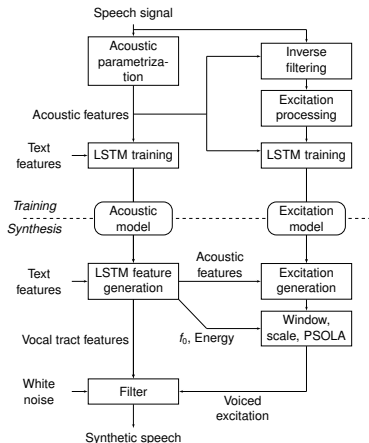 Speech signal
Acoustic
parametriza-
tion
Inverse
filtering
Excitation
processing
Acoustic features
Text
features
LSTM training
LSTM training
Training
Synthesis
Acoustic
model
Excitation
model
Text
features
LSTM feature
generation
Acoustic
features
Excitation
generation
Window,
scale, PSOLA
f0, Energy
Vocal tract features
White
noise
Filter
Voiced
excitation
Synthetic speech